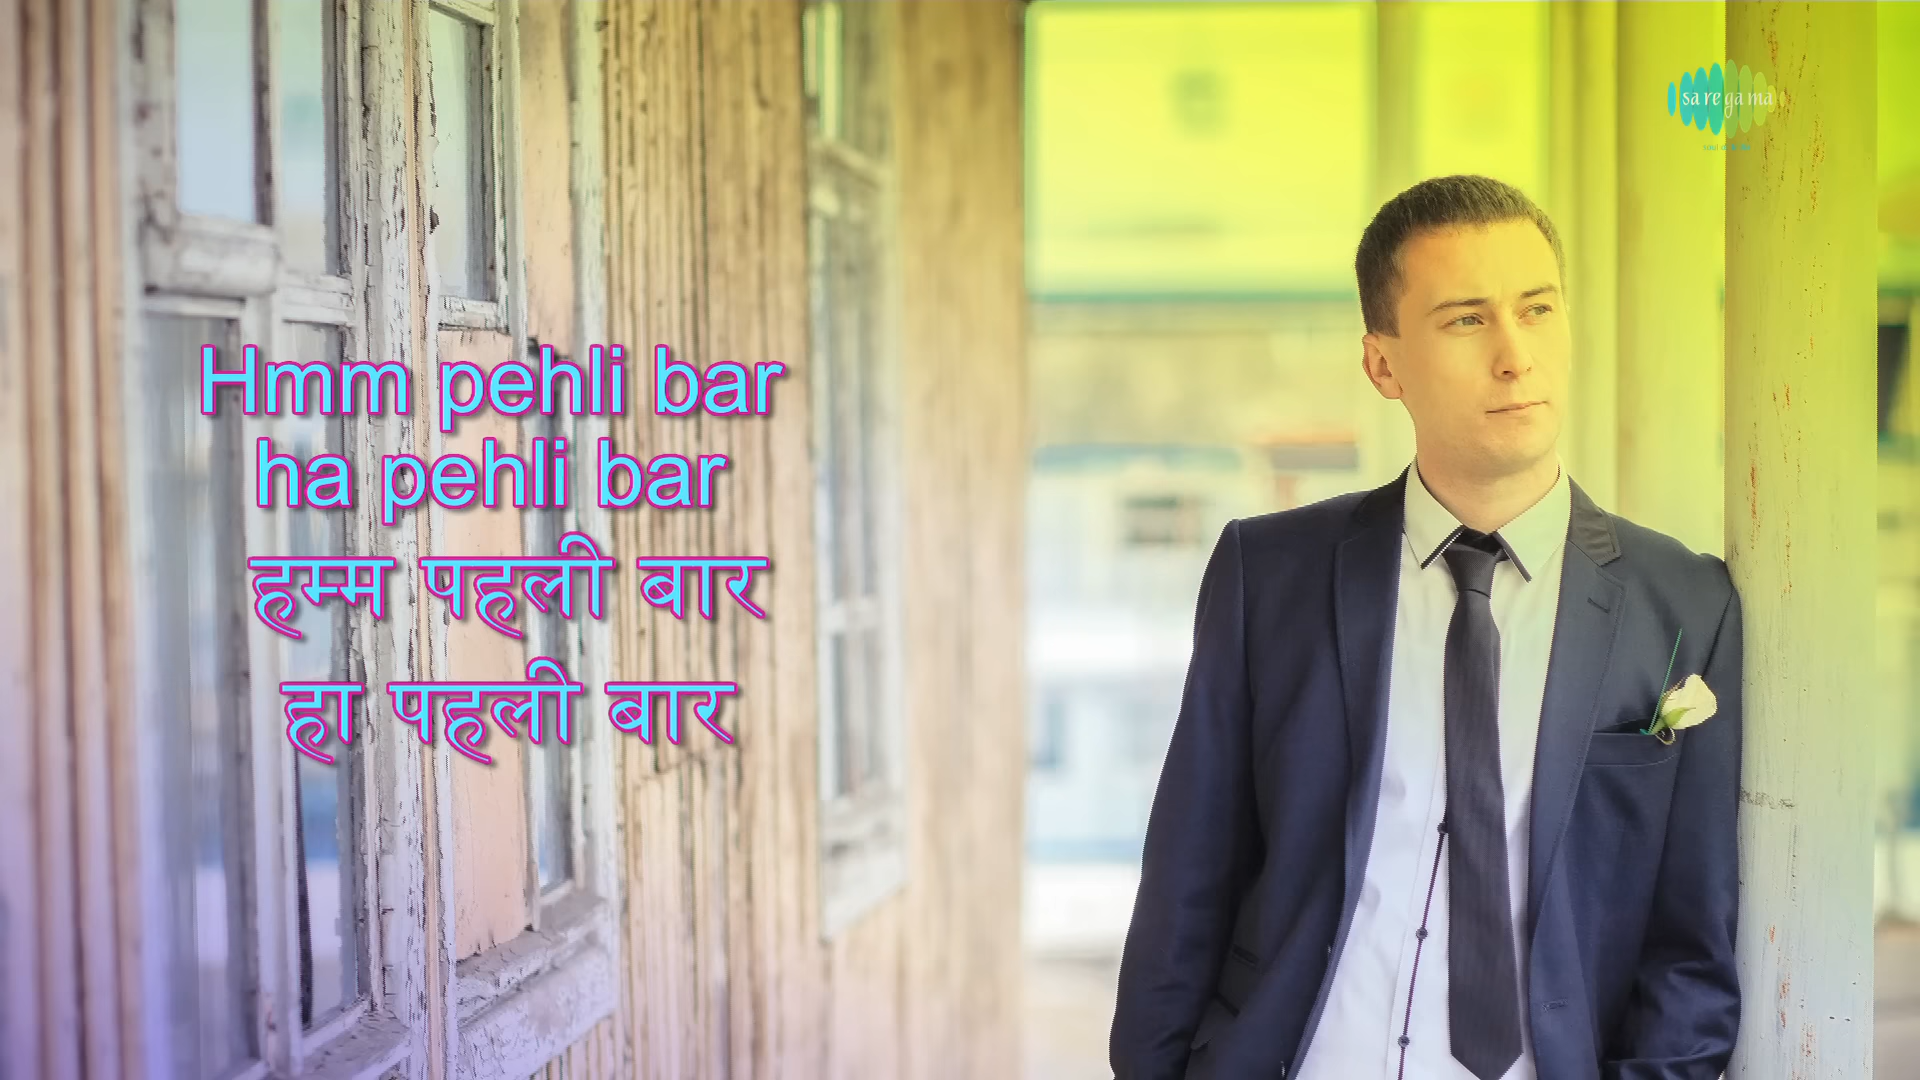 sa re ga ma
Hmm pehli bar
ha pehli bar
हम्म पहली बार
हा पहली बार